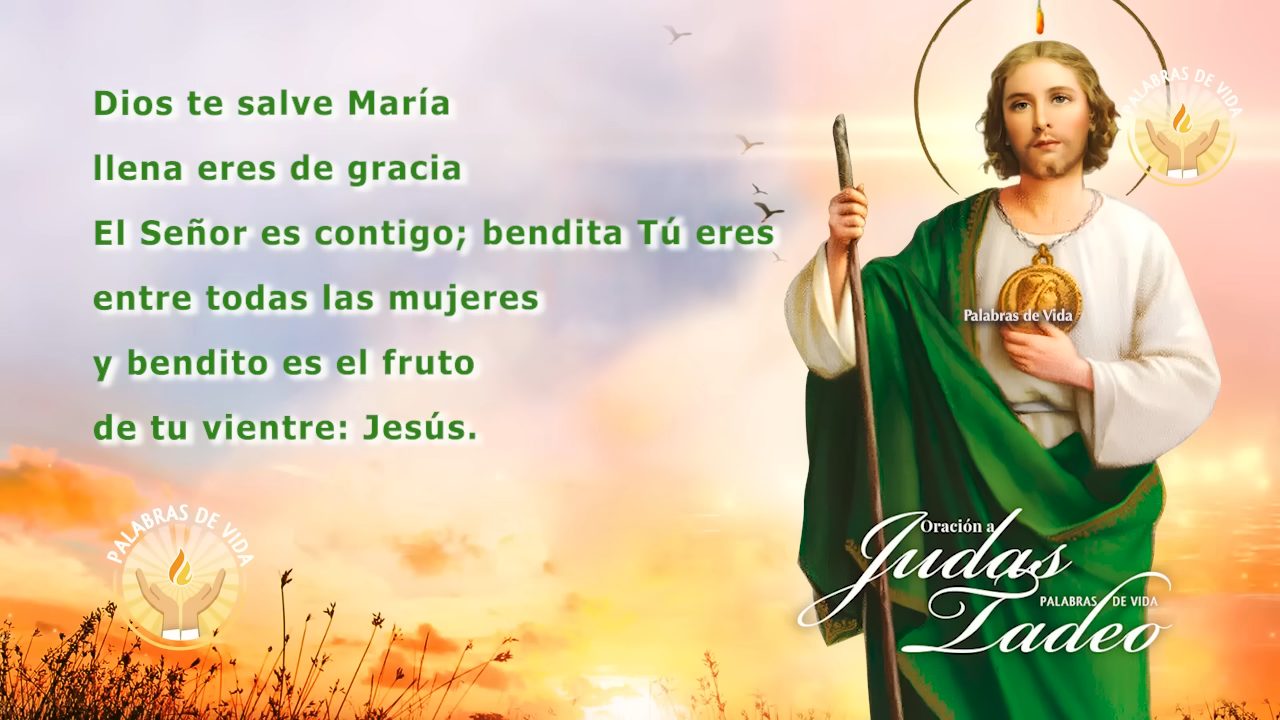 Dios te salve María
llena eres de gracia
El Señor es contigo; bendita Tú eres
entre todas las mujeres
y bendito es el fruto
de tu vientre: Jesús.
PALABRAS DE VIDA
Palabras de Vida
PALABRAS DE VIDA
Oración a
Judas
PALABRAS DE VIDA
Tadeo